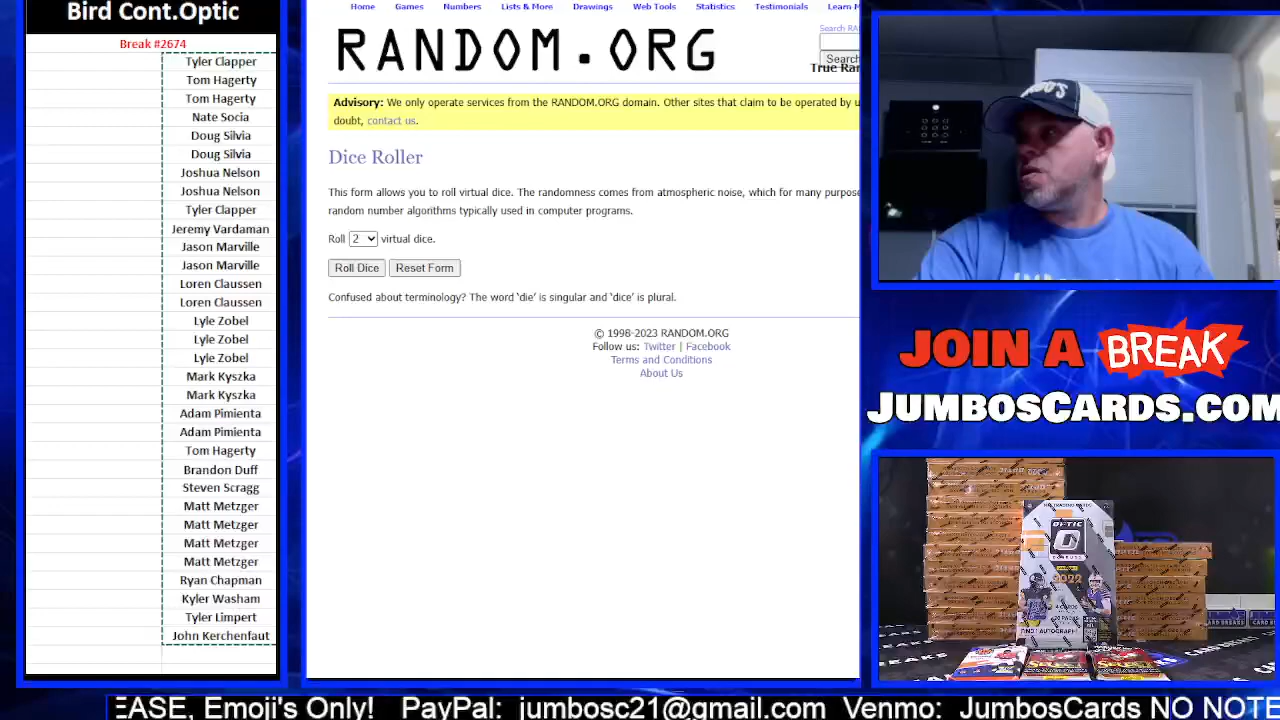 Bird Cont.Optic
Break #2674
Tyler Clapper
Tom Hagerty
Tom Hagerty
Nate Socia
Doug Silvia
Doug Silvia
Joshua Nelson
Joshua Nelson
Tyler Clapper
Jeremy Vardaman
Jason Marville
Jason Marville
Loren Claussen
Loren Claussen
Lyle Zobel
Lyle Zobel
Lyle Zobel
Mark Kyszka
Mark Kyszka
Adam Pimienta
Adam Pimienta
Tom Hagerty
Brandon Duff
Steven Scragg
Matt Metzger
Matt Metzger
Matt Metzger
Matt Metzger
Ryan Chapman
Kyler Washam
Tyler Limpert
John Kerchenfaut
Home Games Numbers Lists & More Drawings Web Tools Statistics Testimonials Learn M
RANDOM.ORG
Search RA
Search
True Ran
Advisory: We only operate services from the RANDOM.ORG domain. Other sites that claim to be operated by u
doubt, contact us.
Dice Roller
This form allows you to roll virtual dice. The randomness comes from atmospheric noise, which for many purpose
random number algorithms typically used in computer programs.
Roll 2 virtual dice.
Roll Dice Reset Form
Confused about terminology? The word 'die' is singular and 'dice' is plural.
© 1998-2023 RANDOM.ORG
Follow us: Twitter | Facebook
Terms and Conditions
About Us
JOIN A BREAK
JumbosCards.com
OPTIC
2022
EASE, Emoji's Only! PayPal: jumbosc21@gmail.com Venmo: JumbosCards NO NOTE